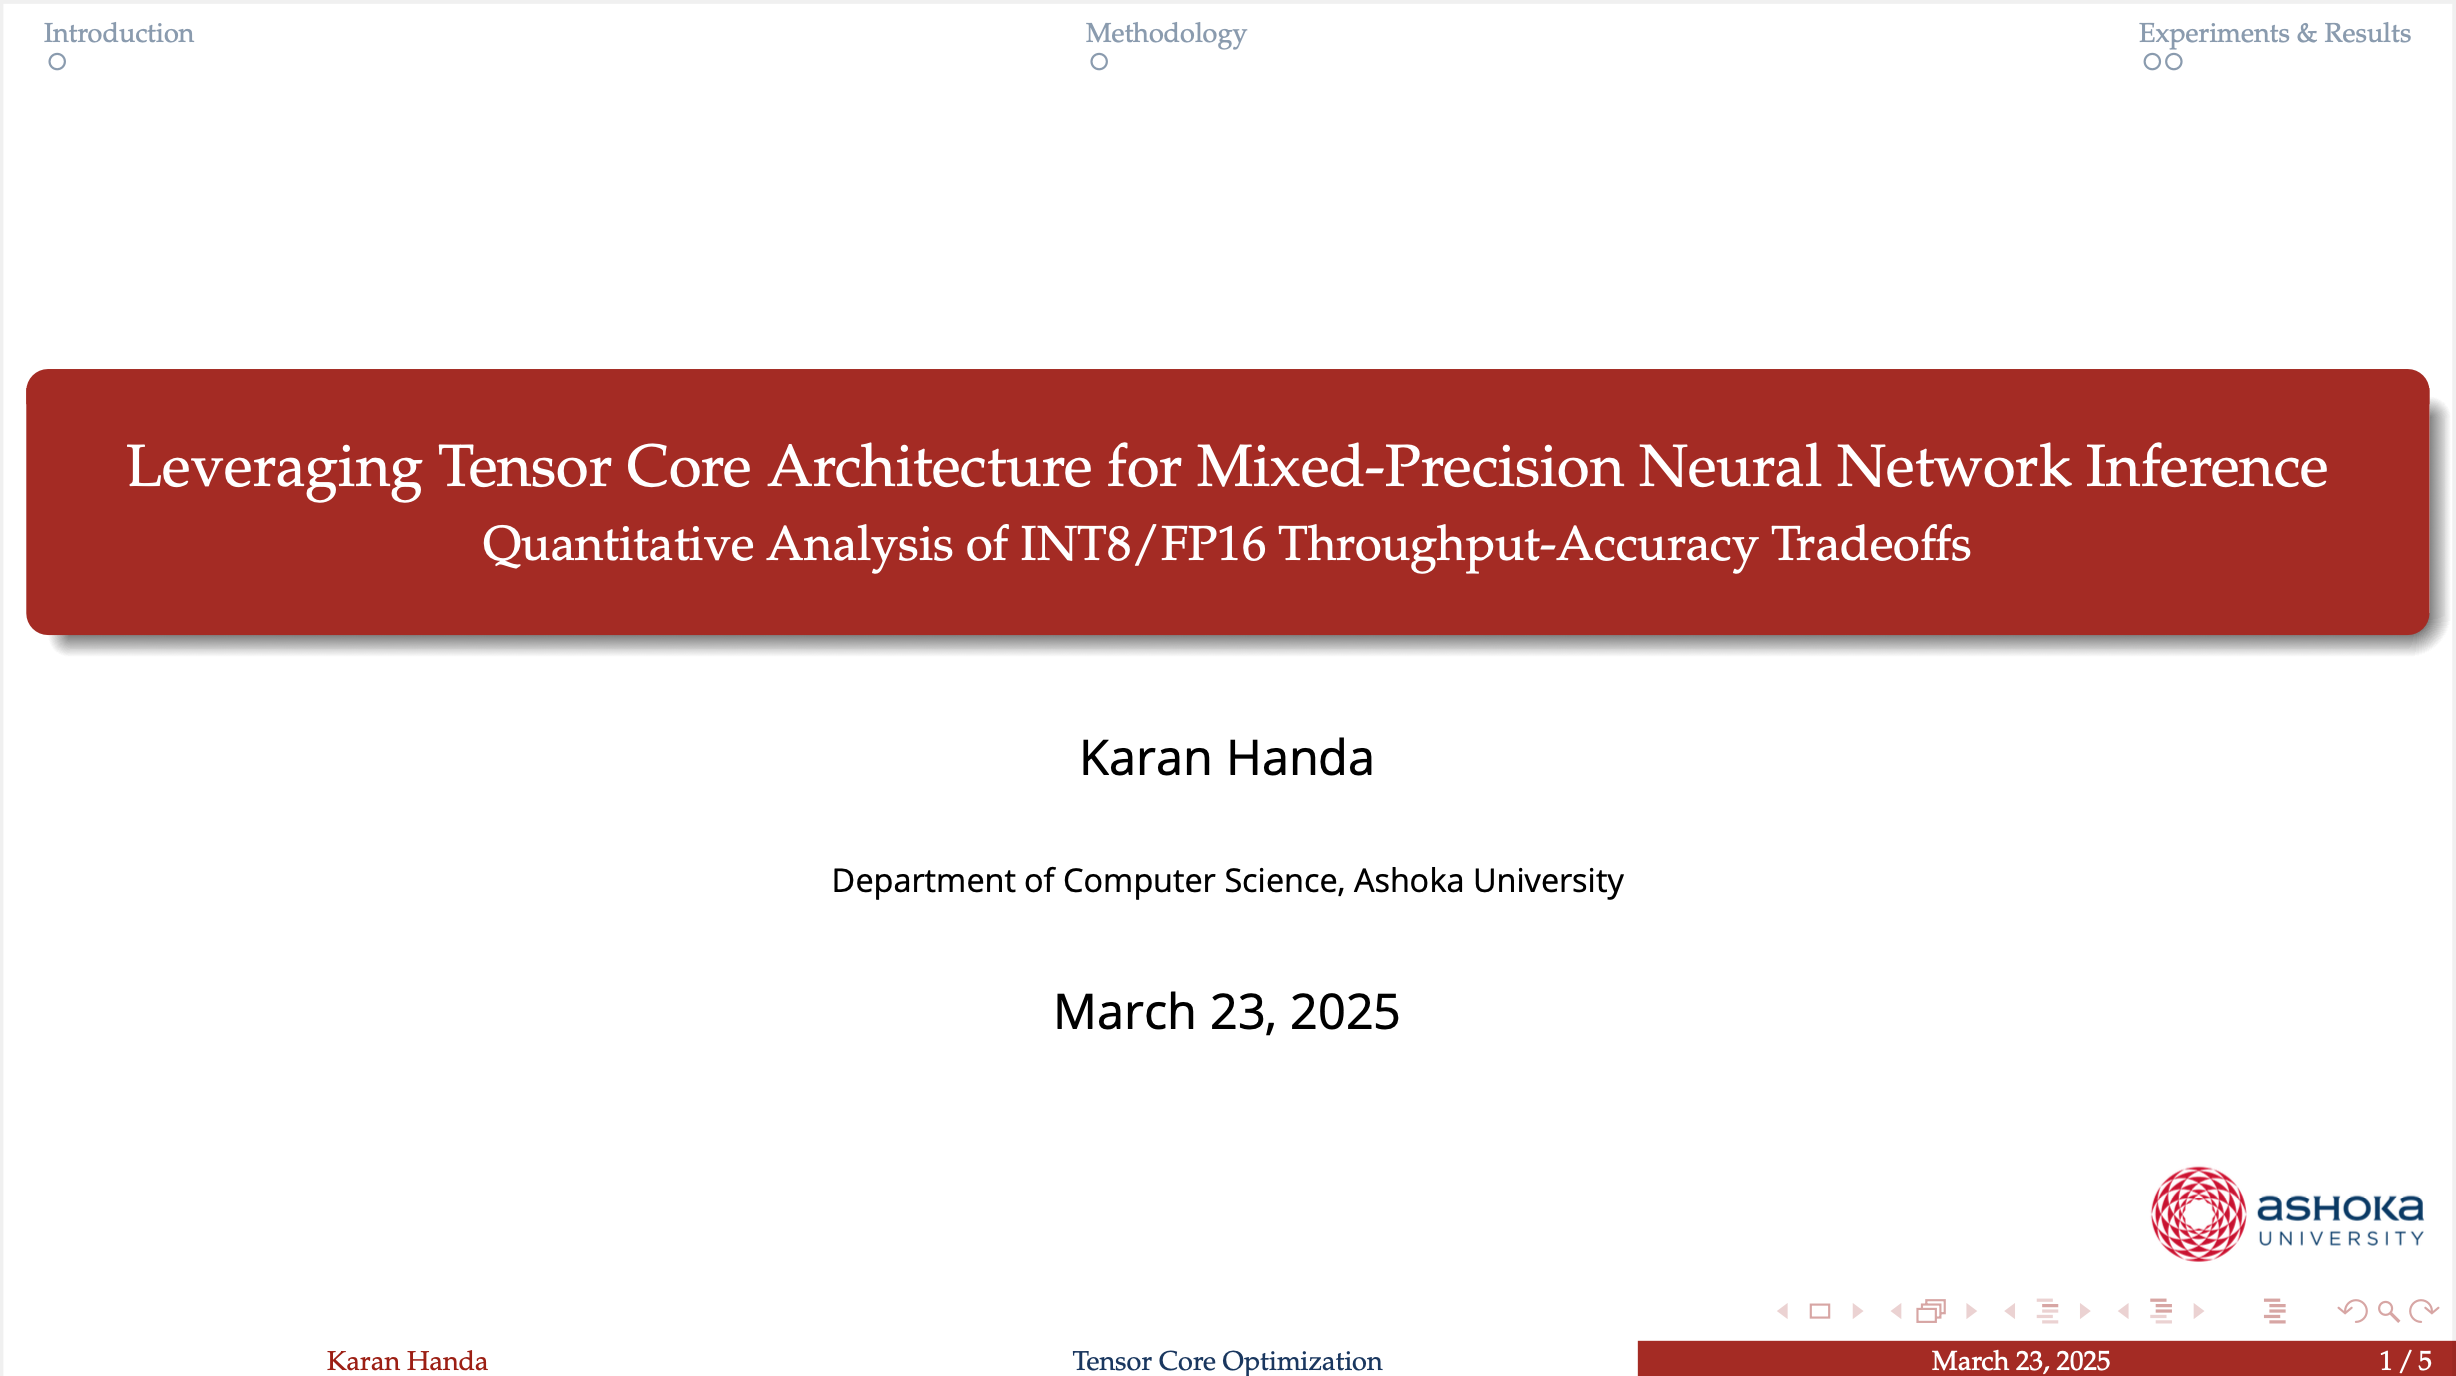 Introduction
Methodology
Experiments & Results
Leveraging Tensor Core Architecture for Mixed-Precision Neural Network Inference
Quantitative Analysis of INT8/FP16 Throughput-Accuracy Tradeoffs
Karan Handa
Department of Computer Science, Ashoka University
March 23, 2025
ASHOKA
UNIVERSITY
Karan Handa
Tensor Core Optimization
March 23, 2025
1 / 5